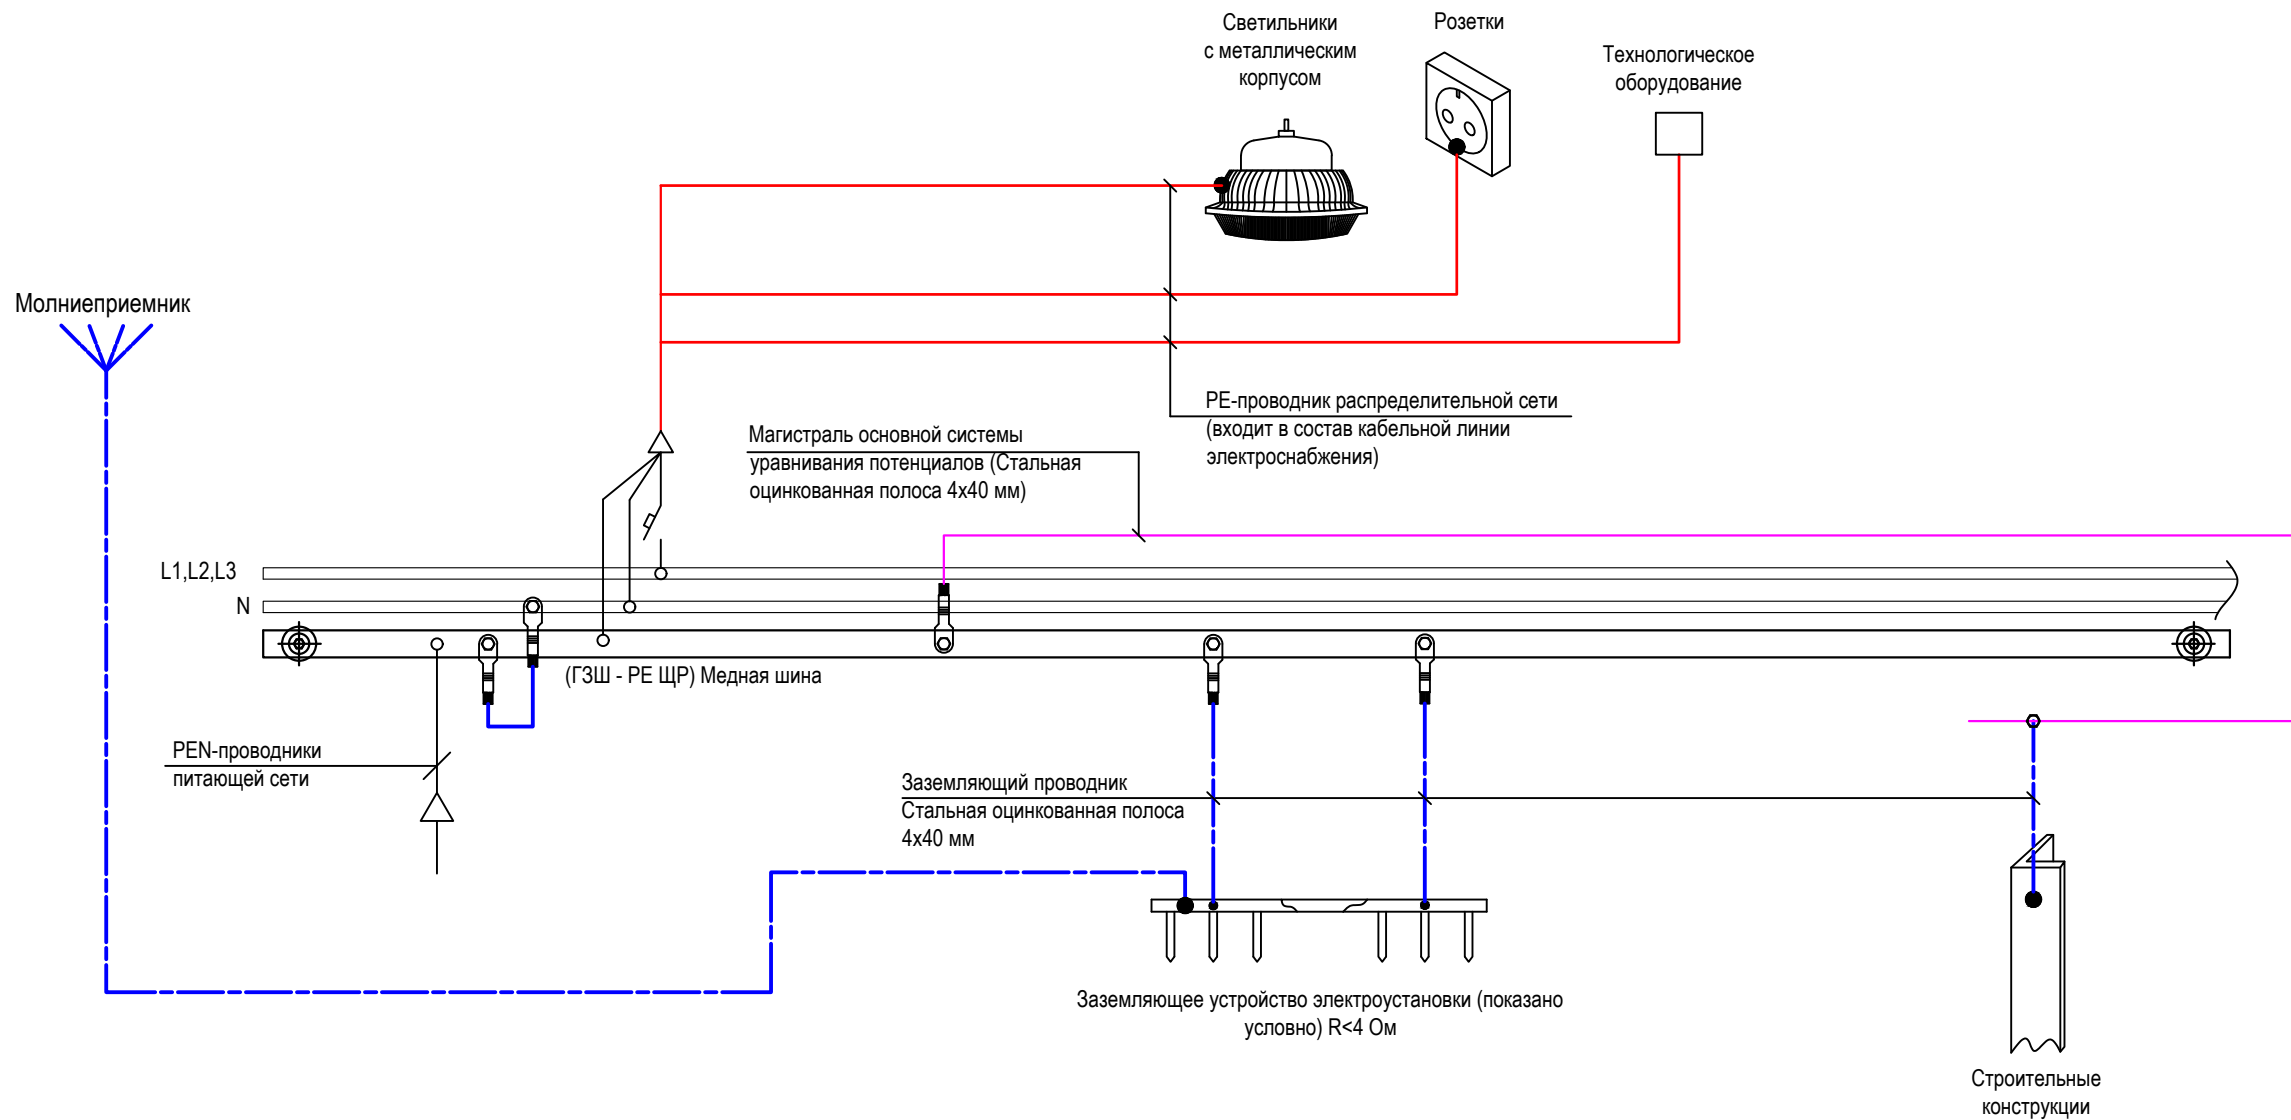 Светильники
с металлическим
корпусом
Розетки
Технологическое
оборудование
Молниеприемник
PE-проводник распределительной сети
(входит в состав кабельной линии
электроснабжения)
Магистраль основной системы
уравнивания потенциалов (Стальная
оцинкованная полоса 4х40 мм)
L1,L2,L3
N
(ГЗШ - РЕ ЩР) Медная шина
PEN-проводники
питающей сети
Заземляющий проводник
Стальная оцинкованная полоса
4х40 мм
Заземляющее устройство электроустановки (показано
условно) R<4 Ом
Строительные
конструкции